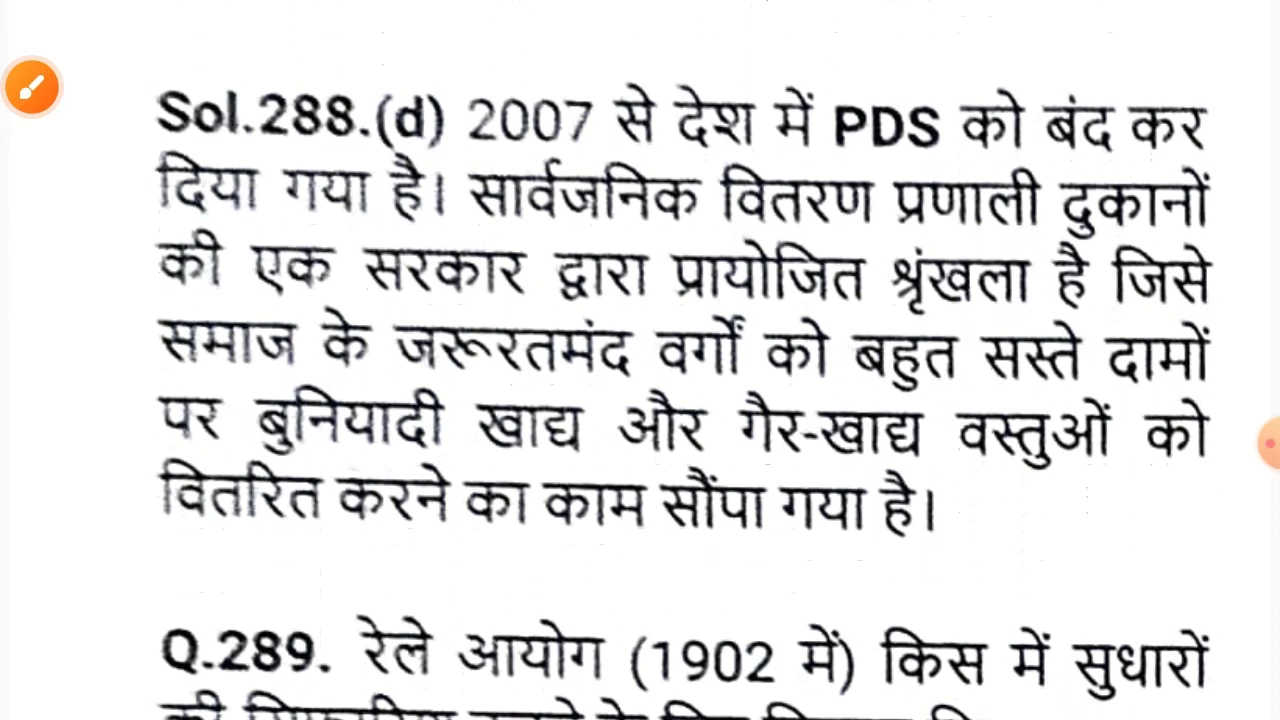 Sol.288.(d) 2007 से देश में PDS को बंद कर
दिया गया है। सार्वजनिक वितरण प्रणाली दुकानों
की एक सरकार द्वारा प्रायोजित श्रृंखला है जिसे
समाज के जरूरतमंद वर्गों को बहुत सस्ते दामों
पर बुनियादी खाद्य और गैर-खाद्य वस्तुओं को
वितरित करने का काम सौंपा गया है।
Q.289. रेले आयोग (1902 में) किस में सुधारों